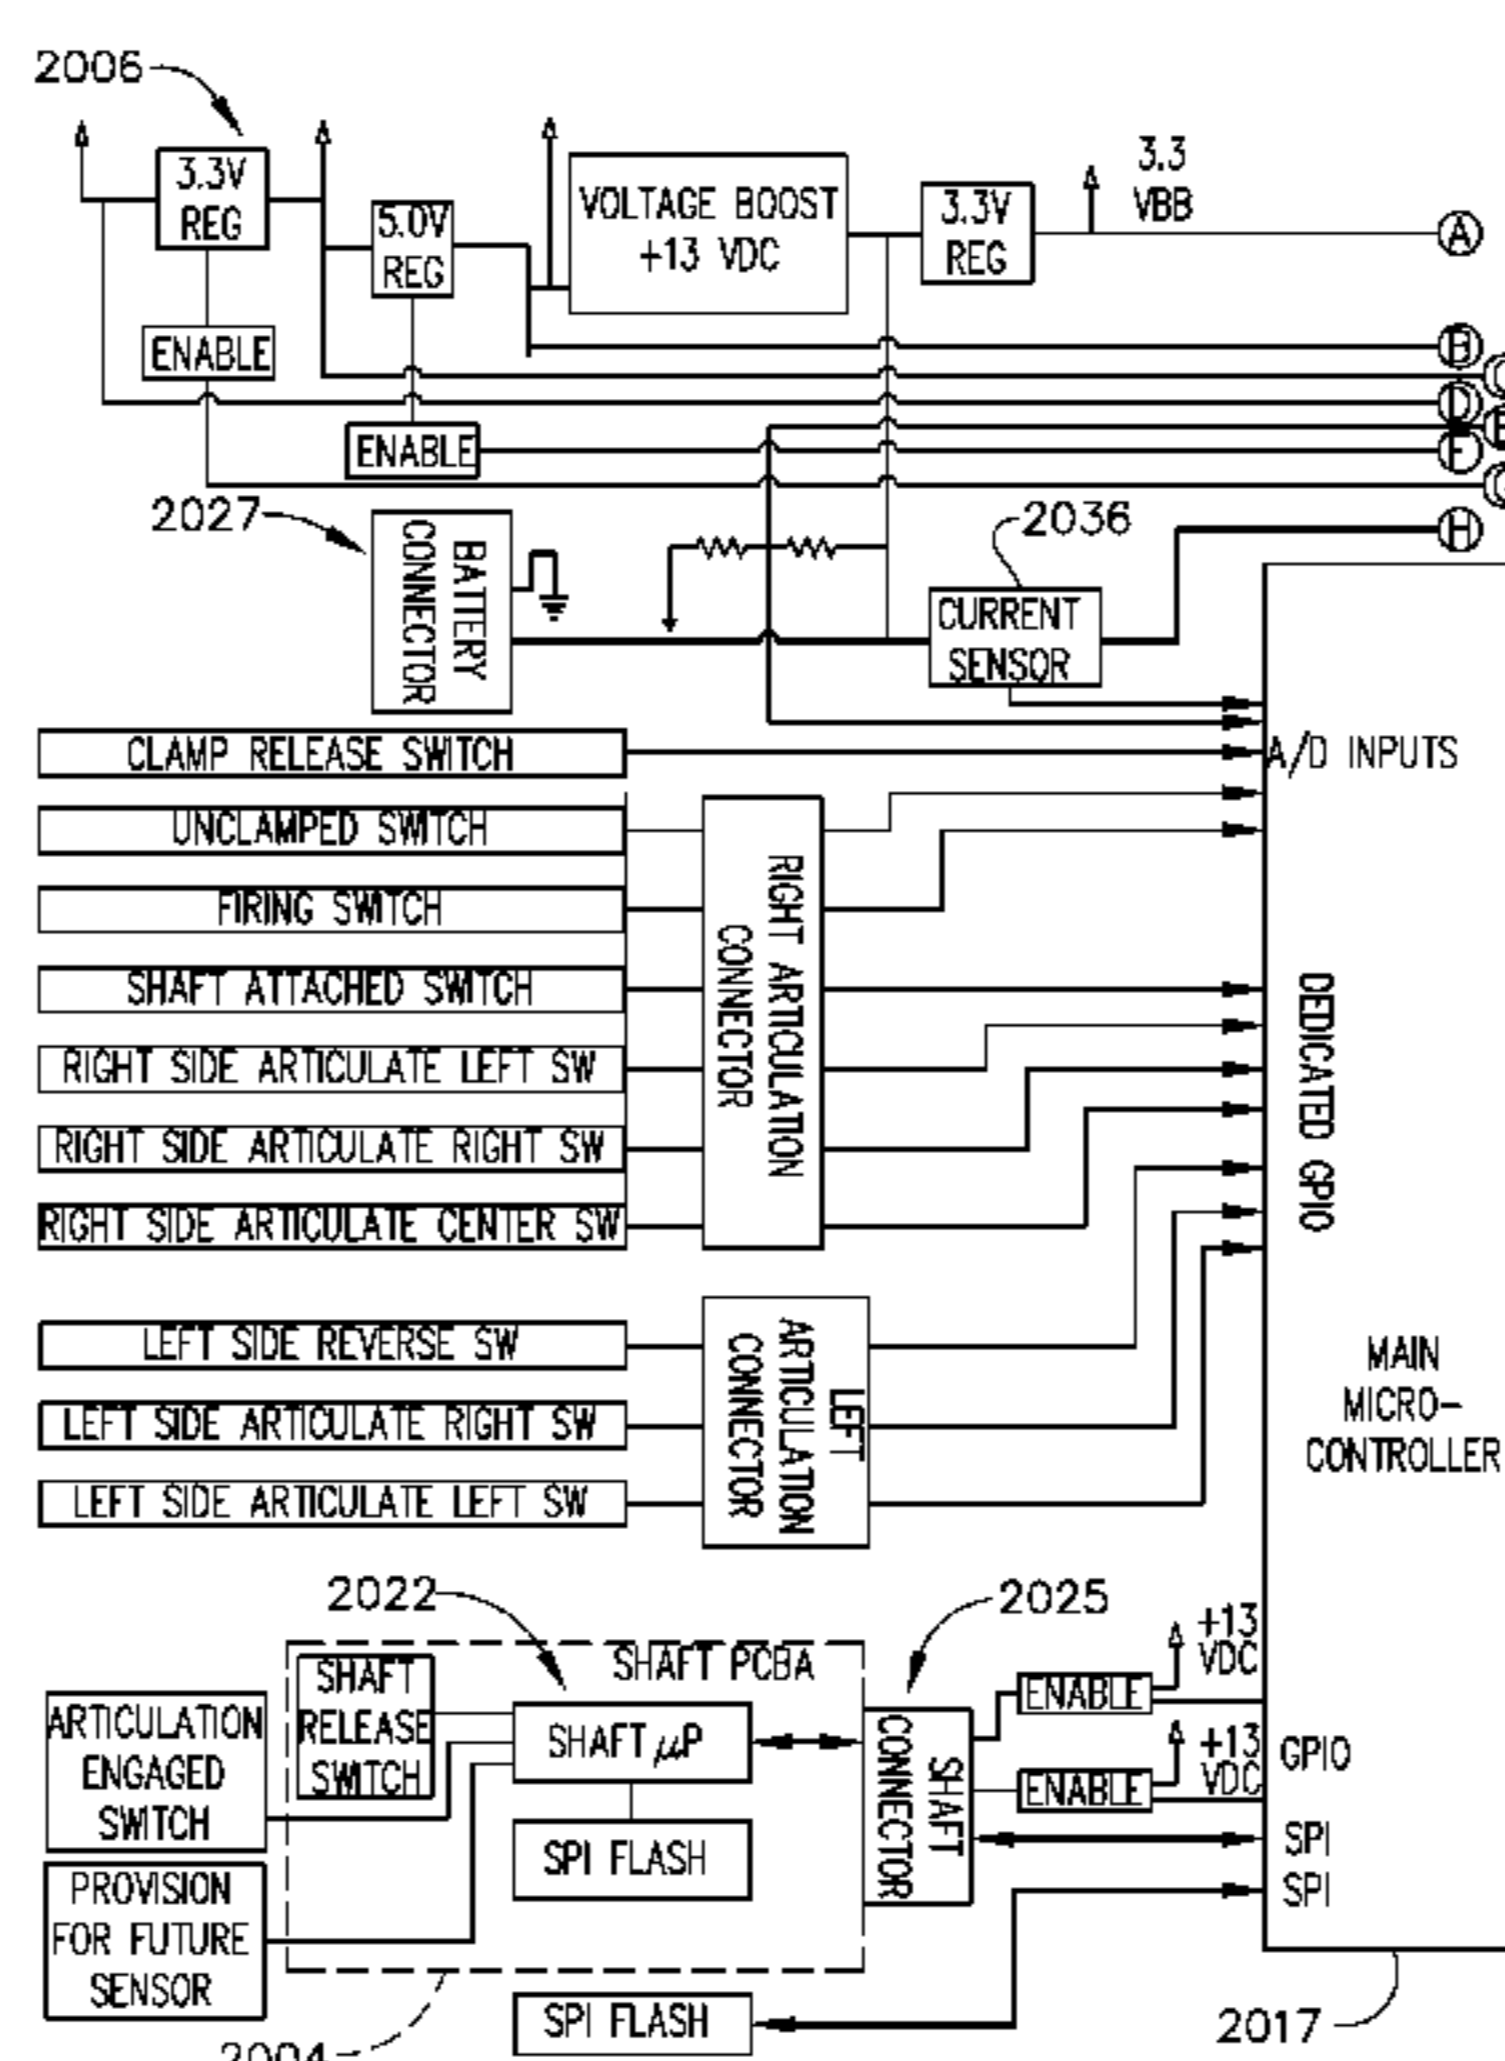 2006
3.3V
REG
5.0V
REG
VOLTAGE BOOST
+13 VDC
3.3V
REG
3.3
VBB
A
ENABLE
B
D
ENABLE
F
2027
BATTERY
CONNECTOR
2036
H
CURRENT
SENSOR
CLAMP RELEASE SWITCH
A/D INPUTS
UNCLAMPED SWITCH
FIRING SWITCH
SHAFT ATTACHED SWITCH
RIGHT SIDE ARTICULATE LEFT SW
RIGHT SIDE ARTICULATE RIGHT SW
RIGHT SIDE ARTICULATE CENTER SW
RIGHT ARTICULATION
CONNECTOR
DEDICATED GPIO
LEFT SIDE REVERSE SW
LEFT SIDE ARTICULATE RIGHT SW
LEFT SIDE ARTICULATE LEFT SW
LEFT
ARTICULATION
CONNECTOR
MAIN
MICRO-
CONTROLLER
2022
2025
SHAFT PCBA
SHAFT
RELEASE
SWITCH
ARTICULATION
ENGAGED
SWITCH
SHAFT µP
SPI FLASH
SHAFT
CONNECTOR
ENABLE
+13
VDC
ENABLE
+13
VDC
GPIO
SPI
SPI
PROVISION
FOR FUTURE
SENSOR
SPI FLASH
2004
2017